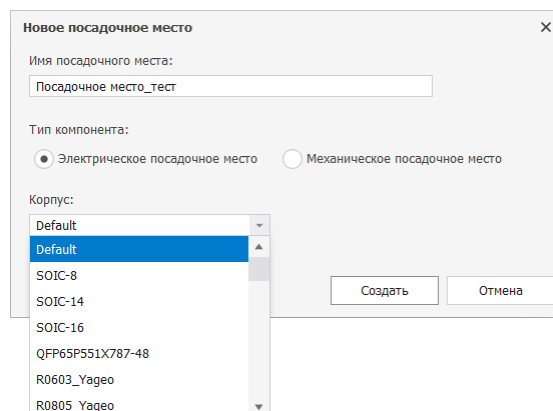 Новое посадочное место
Имя посадочного места:
Посадочное место_тест
Тип компонента:
Электрическое посадочное место Механическое посадочное место
Корпус:
Default
Default
SOIC-8
SOIC-14
Создать Отмена
SOIC-16
QFP65P551X787-48
R0603_Yageo
R0805_Yageo